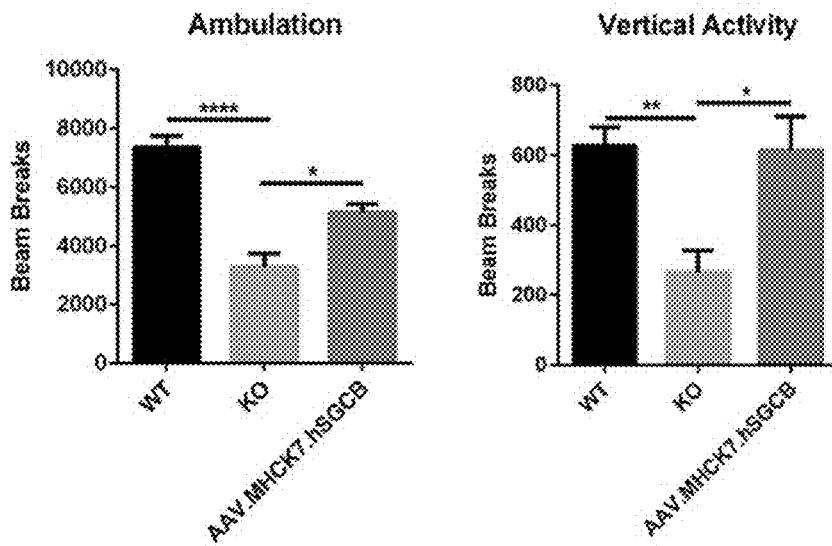 Ambulation
Beam Breaks
10000
8000
6000
4000
2000
0
****
*
WT
KO
AAV.MHCK7.hSGCB
Vertical Activity
Beam Breaks
800
600
400
200
0
**
*
WT
KO
AAV.MHCK7.hSGCB